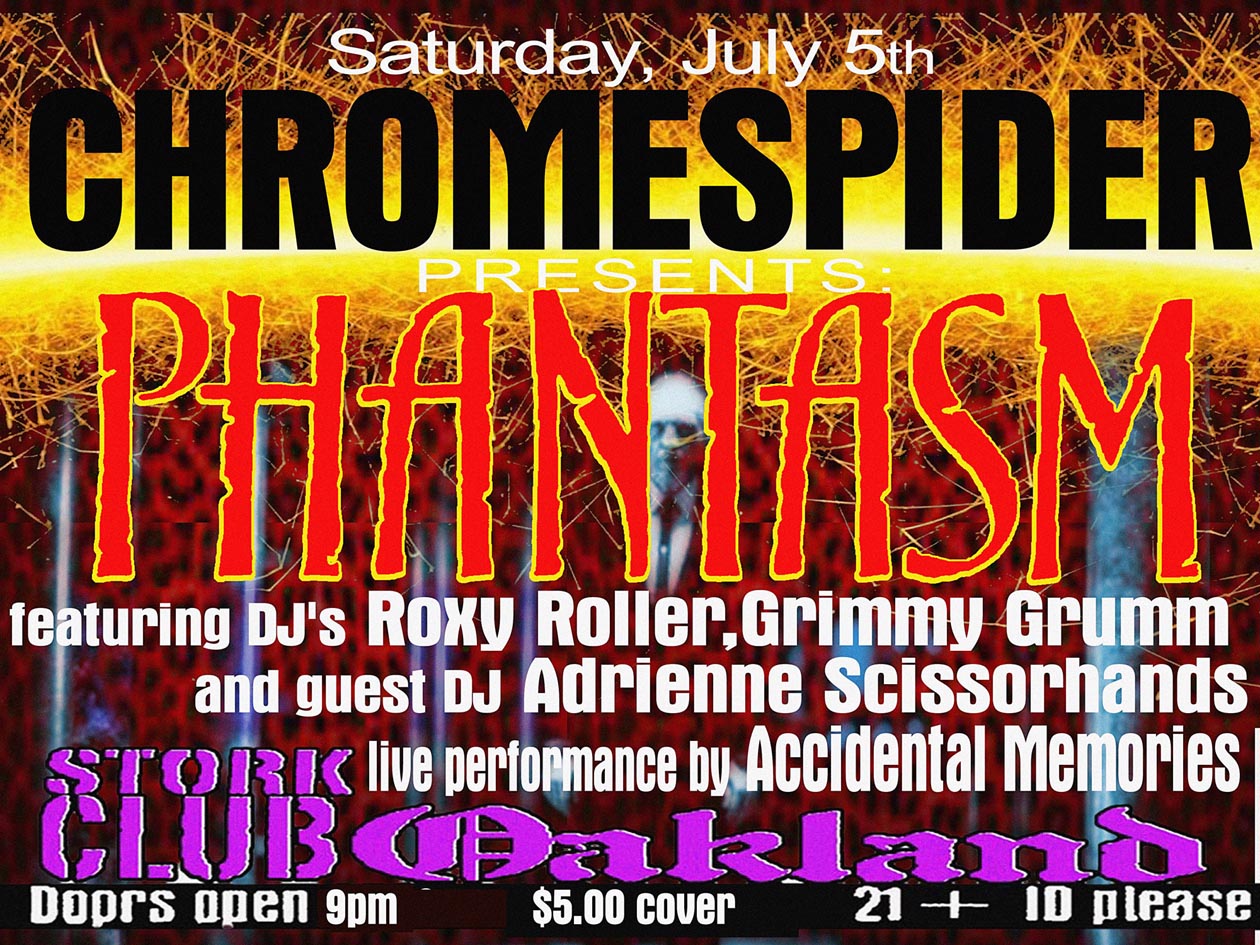 Saturday, July 5th
CHROMESPIDER
PRESENTS:
PHANTASM
featuring DJ's Roxy Roller,Grimmy Grumm
and guest DJ Adrienne Scissorhands
live performance by Accidental Memories
STORK
CLUB Oakland
Doors open 9pm $5.00 cover 21 + ID please